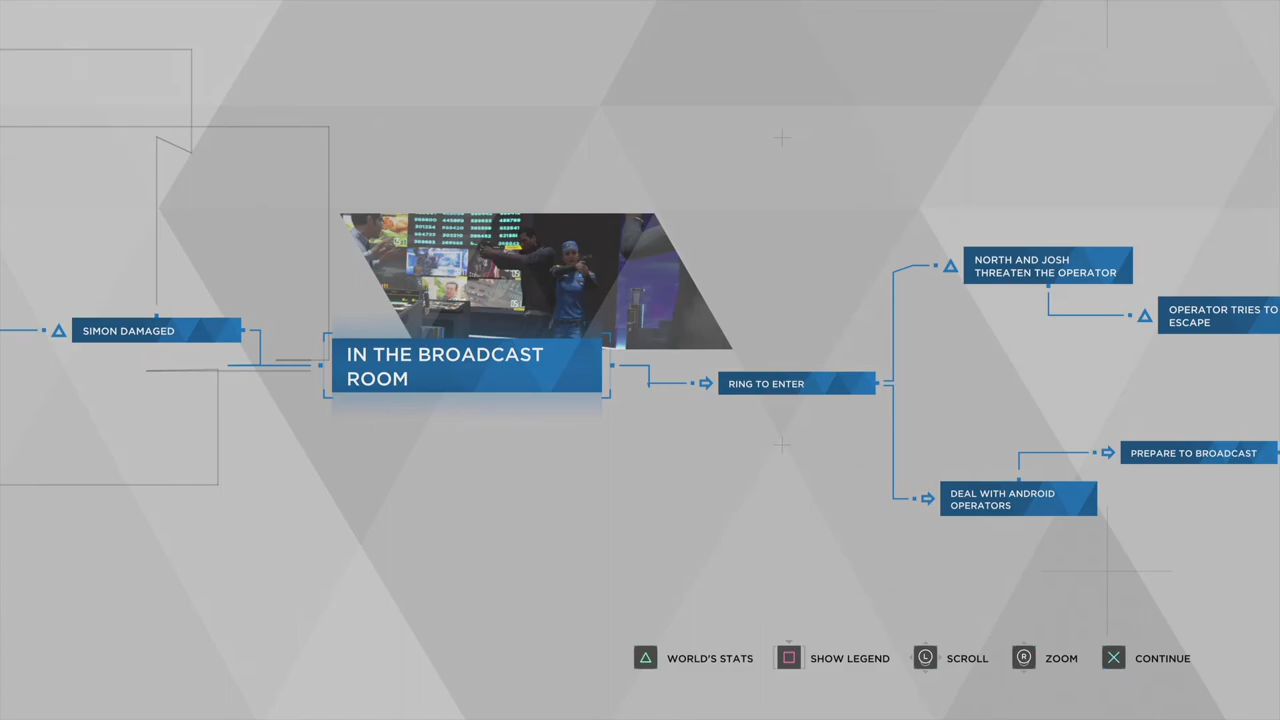 NORTH AND JOSH
THREATEN THE OPERATOR
OPERATOR TRIES TO
ESCAPE
SIMON DAMAGED
IN THE BROADCAST
ROOM
RING TO ENTER
PREPARE TO BROADCAST
DEAL WITH ANDROID
OPERATORS
WORLD'S STATS
SHOW LEGEND
L
SCROLL
R
ZOOM
CONTINUE